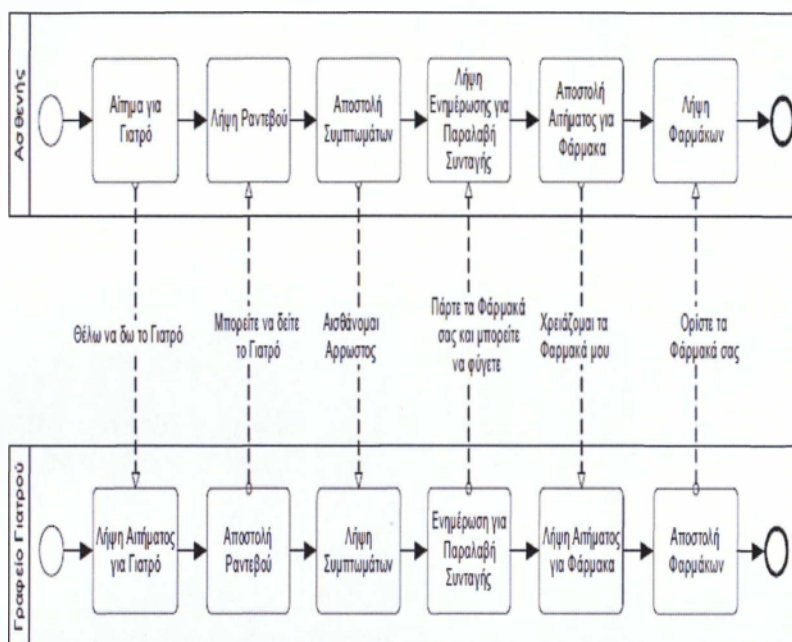 Ασθενής
Αίτημα για
Γιατρό
Λήψη Ραντεβού
Αποστολή
Συμπτωμάτων
Λήψη
Ενημέρωσης για
Παραλαβή
Συνταγής
Αποστολή
Αιτήματος για
Φάρμακα
Λήψη
Φαρμάκων
Θέλω να δω το Γιατρό
Μπορείτε να δείτε
το Γιατρό
Αισθάνομαι
Αρρωστος
Πάρτε τα Φάρμακά
σας και μπορείτε
να φύγετε
Χρειάζομαι τα
Φαρμακά μου
Ορίστε τα
Φάρμακά σας
Γραφείο Γιατρού
Λήψη Αιτήματος
για Γιατρό
Αποστολή
Ραντεβού
Λήψη
Συμπτωμάτων
Ενημέρωση για
Παραλαβή
Συνταγής
Λήψη Αιτήματος
για Φάρμακα
Αποστολή
Φαρμάκων